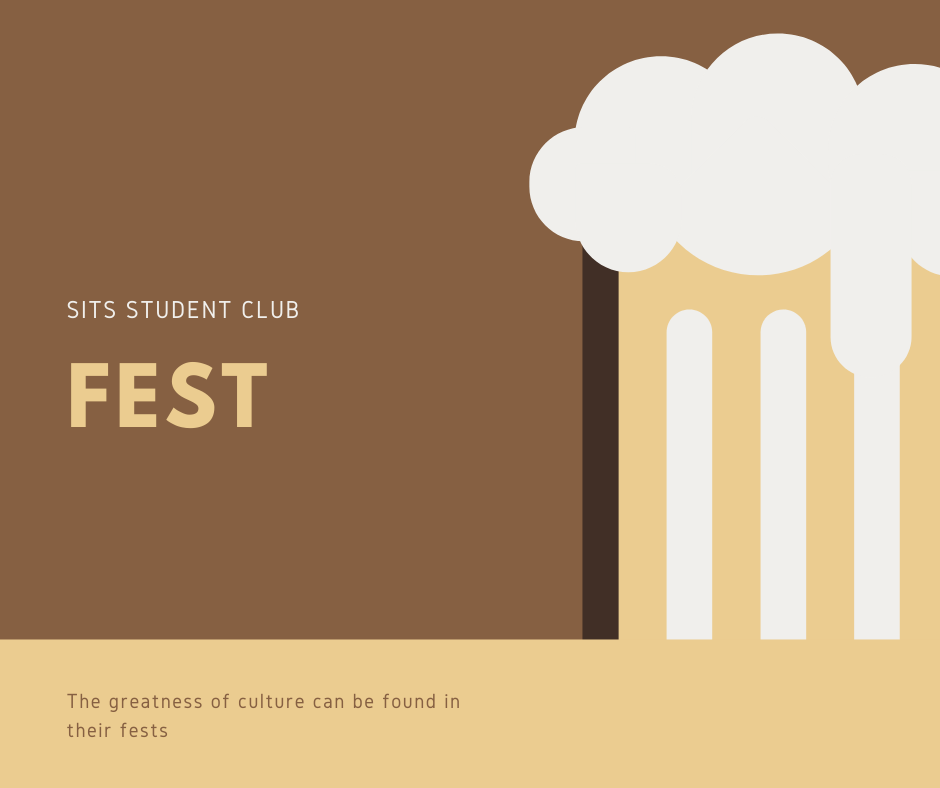 SITS STUDENT CLUB
FEST
The greatness of culture can be found in
their fests